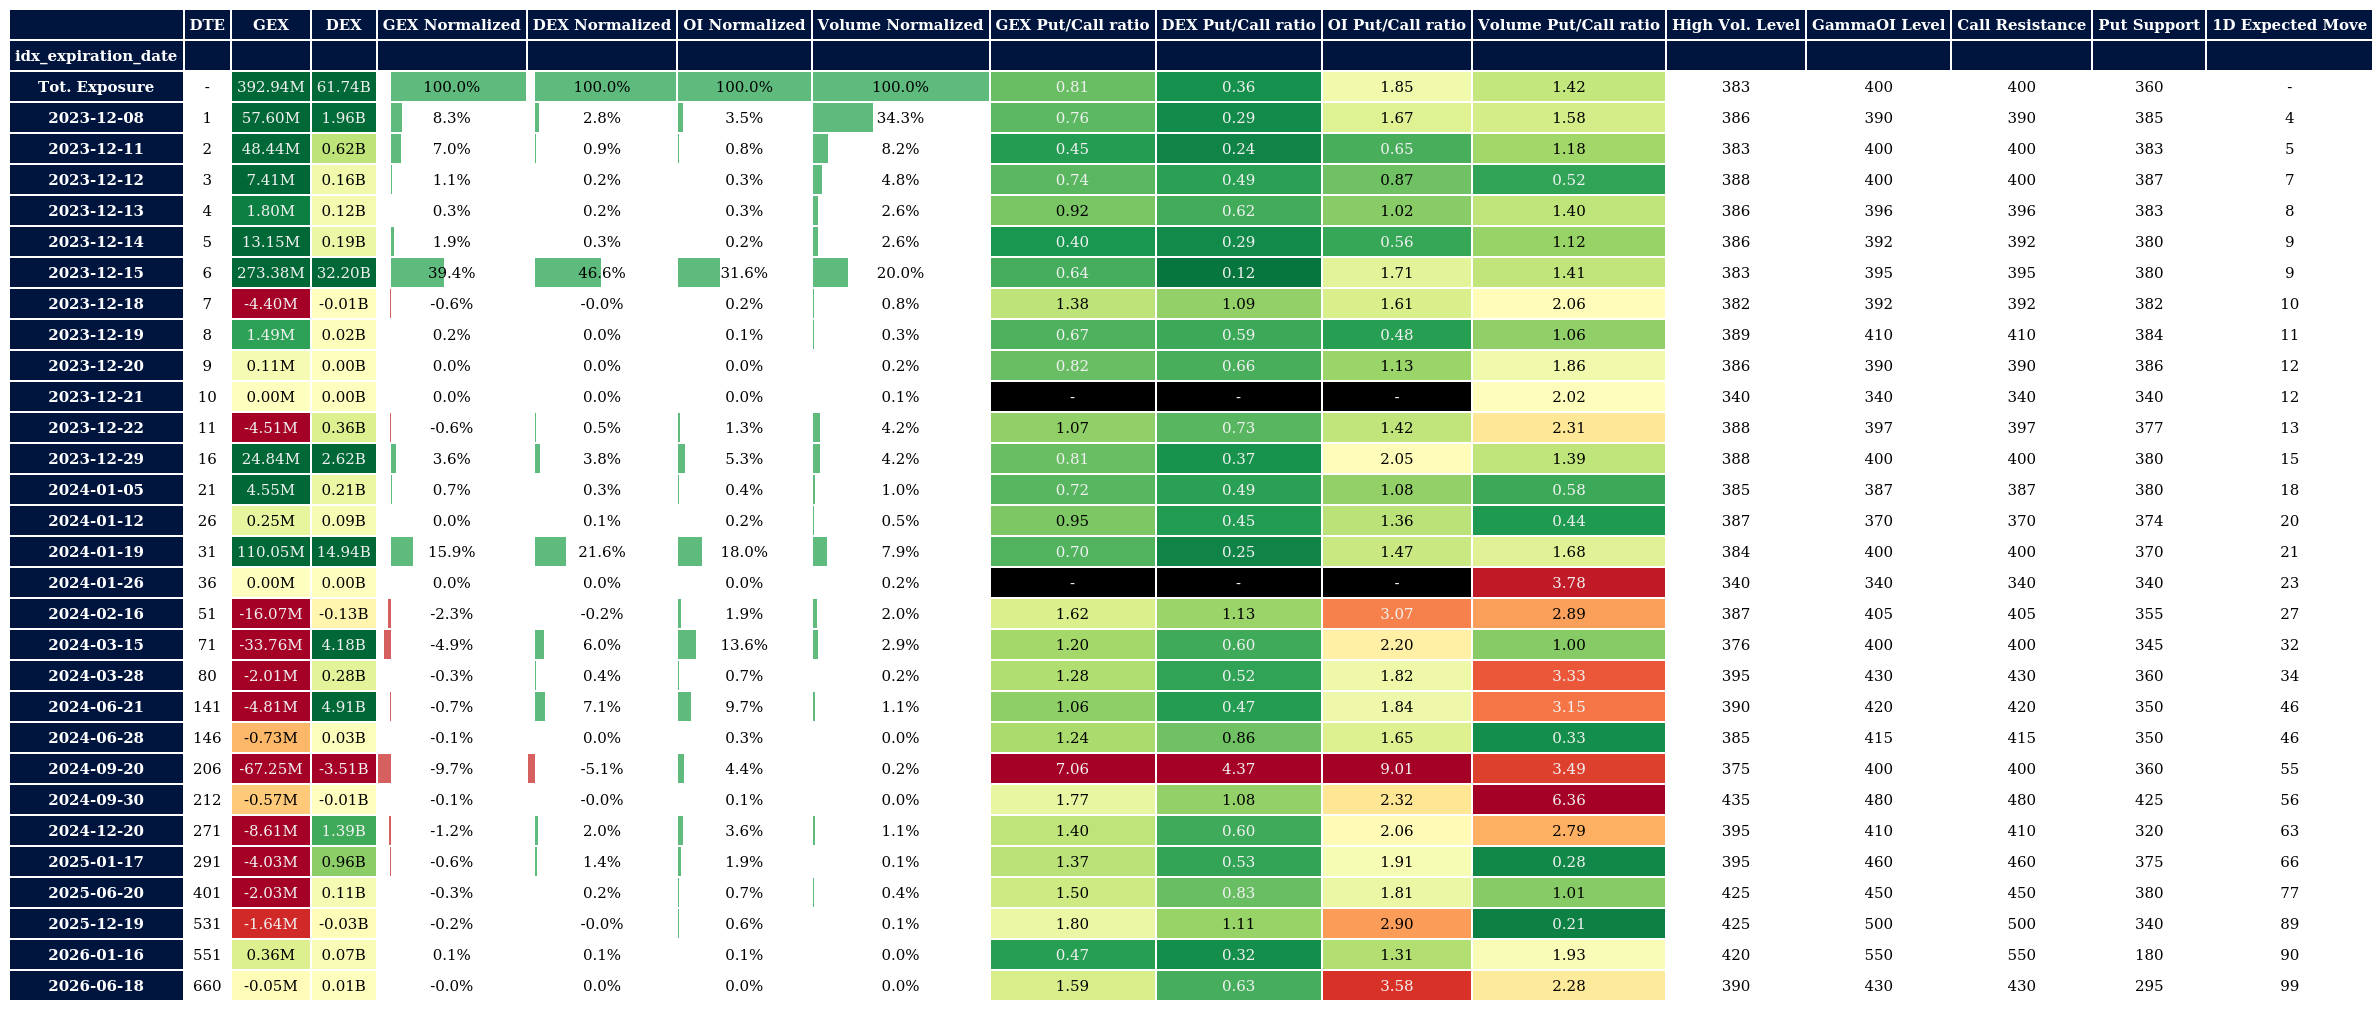 DTE GEX DEX GEX Normalized DEX Normalized OI Normalized Volume Normalized GEX Put/Call ratio DEX Put/Call ratio OI Put/Call ratio Volume Put/Call ratio High Vol. Level GammaOI Level Call Resistance Put Support 1D Expected Move
idx_expiration_date
Tot. Exposure - 392.94M 61.74B 100.0% 100.0% 100.0% 100.0% 0.81 0.36 1.85 1.42 383 400 400 360 -
2023-12-08 1 57.60M 1.96B 8.3% 2.8% 3.5% 34.3% 0.76 0.29 1.67 1.58 386 390 390 385 4
2023-12-11 2 48.44M 0.62B 7.0% 0.9% 0.8% 8.2% 0.45 0.24 0.65 1.18 383 400 400 383 5
2023-12-12 3 7.41M 0.16B 1.1% 0.2% 0.3% 4.8% 0.74 0.49 0.87 0.52 388 400 400 387 7
2023-12-13 4 1.80M 0.12B 0.3% 0.2% 0.3% 2.6% 0.92 0.62 1.02 1.40 386 396 396 383 8
2023-12-14 5 13.15M 0.19B 1.9% 0.3% 0.2% 2.6% 0.40 0.29 0.56 1.12 386 392 392 380 9
2023-12-15 6 273.38M 32.20B 39.4% 46.6% 31.6% 20.0% 0.64 0.12 1.71 1.41 383 395 395 380 9
2023-12-18 7 -4.40M -0.01B -0.6% -0.0% 0.2% 0.8% 1.38 1.09 1.61 2.06 382 392 392 382 10
2023-12-19 8 1.49M 0.02B 0.2% 0.0% 0.1% 0.3% 0.67 0.59 0.48 1.06 389 410 410 384 11
2023-12-20 9 0.11M 0.00B 0.0% 0.0% 0.0% 0.2% 0.82 0.66 1.13 1.86 386 390 390 386 12
2023-12-21 10 0.00M 0.00B 0.0% 0.0% 0.0% 0.1% - - - 2.02 340 340 340 340 12
2023-12-22 11 -4.51M 0.36B -0.6% 0.5% 1.3% 4.2% 1.07 0.73 1.42 2.31 388 397 397 377 13
2023-12-29 16 24.84M 2.62B 3.6% 3.8% 5.3% 4.2% 0.81 0.37 2.05 1.39 388 400 400 380 15
2024-01-05 21 4.55M 0.21B 0.7% 0.3% 0.4% 1.0% 0.72 0.49 1.08 0.58 385 387 387 380 18
2024-01-12 26 0.25M 0.09B 0.0% 0.1% 0.2% 0.5% 0.95 0.45 1.36 0.44 387 370 370 374 20
2024-01-19 31 110.05M 14.94B 15.9% 21.6% 18.0% 7.9% 0.70 0.25 1.47 1.68 384 400 400 370 21
2024-01-26 36 0.00M 0.00B 0.0% 0.0% 0.0% 0.2% - - - 3.78 340 340 340 340 23
2024-02-16 51 -16.07M -0.13B -2.3% -0.2% 1.9% 2.0% 1.62 1.13 3.07 2.89 387 405 405 355 27
2024-03-15 71 -33.76M 4.18B -4.9% 6.0% 13.6% 2.9% 1.20 0.60 2.20 1.00 376 400 400 345 32
2024-03-28 80 -2.01M 0.28B -0.3% 0.4% 0.7% 0.2% 1.28 0.52 1.82 3.33 395 430 430 360 34
2024-06-21 141 -4.81M 4.91B -0.7% 7.1% 9.7% 1.1% 1.06 0.47 1.84 3.15 390 420 420 350 46
2024-06-28 146 -0.73M 0.03B -0.1% 0.0% 0.3% 0.0% 1.24 0.86 1.65 0.33 385 415 415 350 46
2024-09-20 206 -67.25M -3.51B -9.7% -5.1% 4.4% 0.2% 7.06 4.37 9.01 3.49 375 400 400 360 55
2024-09-30 212 -0.57M -0.01B -0.1% -0.0% 0.1% 0.0% 1.77 1.08 2.32 6.36 435 480 480 425 56
2024-12-20 271 -8.61M 1.39B -1.2% 2.0% 3.6% 1.1% 1.40 0.60 2.06 2.79 395 410 410 320 63
2025-01-17 291 -4.03M 0.96B -0.6% 1.4% 1.9% 0.1% 1.37 0.53 1.91 0.28 395 460 460 375 66
2025-06-20 401 -2.03M 0.11B -0.3% 0.2% 0.7% 0.4% 1.50 0.83 1.81 1.01 425 450 450 380 77
2025-12-19 531 -1.64M -0.03B -0.2% -0.0% 0.6% 0.1% 1.80 1.11 2.90 0.21 425 500 500 340 89
2026-01-16 551 0.36M 0.07B 0.1% 0.1% 0.1% 0.0% 0.47 0.32 1.31 1.93 420 550 550 180 90
2026-06-18 660 -0.05M 0.01B -0.0% 0.0% 0.0% 0.0% 1.59 0.63 3.58 2.28 390 430 430 295 99